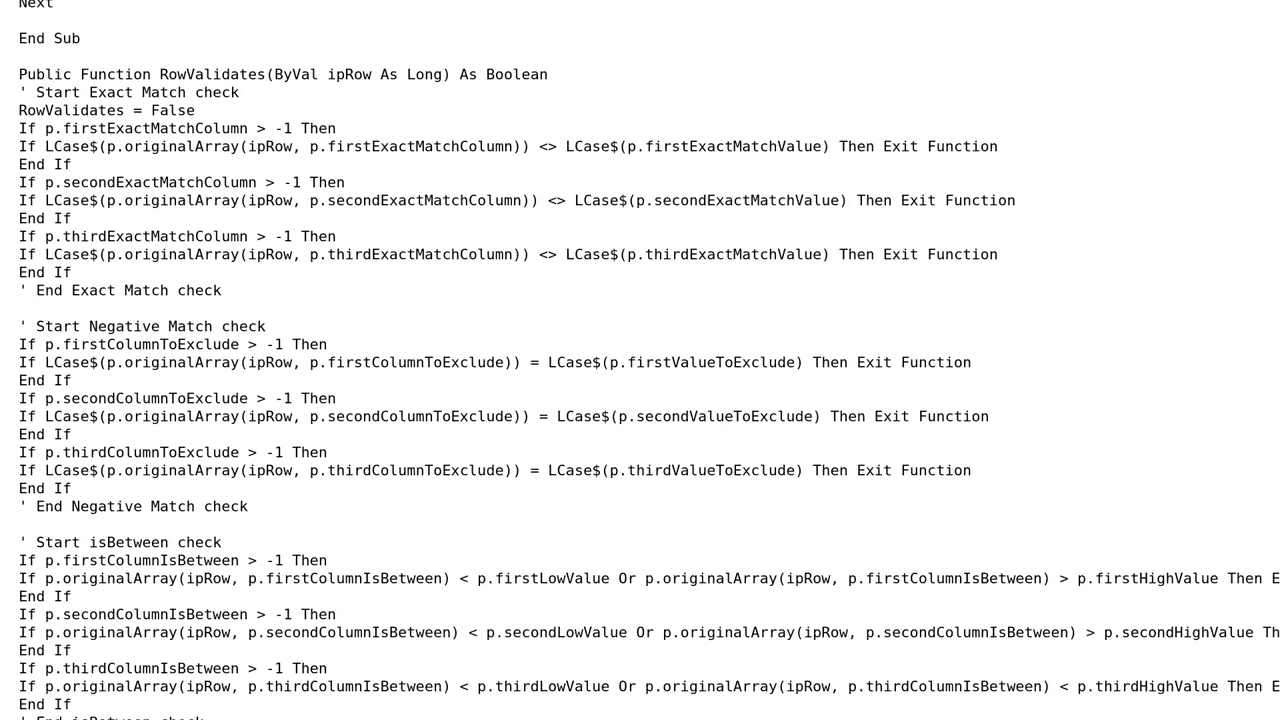 Next
End Sub
Public Function RowValidates(ByVal ipRow As Long) As Boolean
' Start Exact Match check
RowValidates = False
If p.firstExactMatchColumn > -1 Then
If LCase$(p.originalArray(ipRow, p.firstExactMatchColumn)) <> LCase$(p.firstExactMatchValue) Then Exit Function
End If
If p.secondExactMatchColumn > -1 Then
If LCase$(p.originalArray(ipRow, p.secondExactMatchColumn)) <> LCase$(p.secondExactMatchValue) Then Exit Function
End If
If p.thirdExactMatchColumn > -1 Then
If LCase$(p.originalArray(ipRow, p.thirdExactMatchColumn)) <> LCase$(p.thirdExactMatchValue) Then Exit Function
End If
' End Exact Match check
' Start Negative Match check
If p.firstColumnToExclude > -1 Then
If LCase$(p.originalArray(ipRow, p.firstColumnToExclude)) = LCase$(p.firstValueToExclude) Then Exit Function
End If
If p.secondColumnToExclude > -1 Then
If LCase$(p.originalArray(ipRow, p.secondColumnToExclude)) = LCase$(p.secondValueToExclude) Then Exit Function
End If
If p.thirdColumnToExclude > -1 Then
If LCase$(p.originalArray(ipRow, p.thirdColumnToExclude)) = LCase$(p.thirdValueToExclude) Then Exit Function
End If
' End Negative Match check
' Start isBetween check
If p.firstColumnIsBetween > -1 Then
If p.originalArray(ipRow, p.firstColumnIsBetween) < p.firstLowValue Or p.originalArray(ipRow, p.firstColumnIsBetween) > p.firstHighValue Then E
End If
If p.secondColumnIsBetween > -1 Then
If p.originalArray(ipRow, p.secondColumnIsBetween) < p.secondLowValue Or p.originalArray(ipRow, p.secondColumnIsBetween) > p.secondHighValue Th
End If
If p.thirdColumnIsBetween > -1 Then
If p.originalArray(ipRow, p.thirdColumnIsBetween) < p.thirdLowValue Or p.originalArray(ipRow, p.thirdColumnIsBetween) < p.thirdHighValue Then E
End If
' End isBetween check